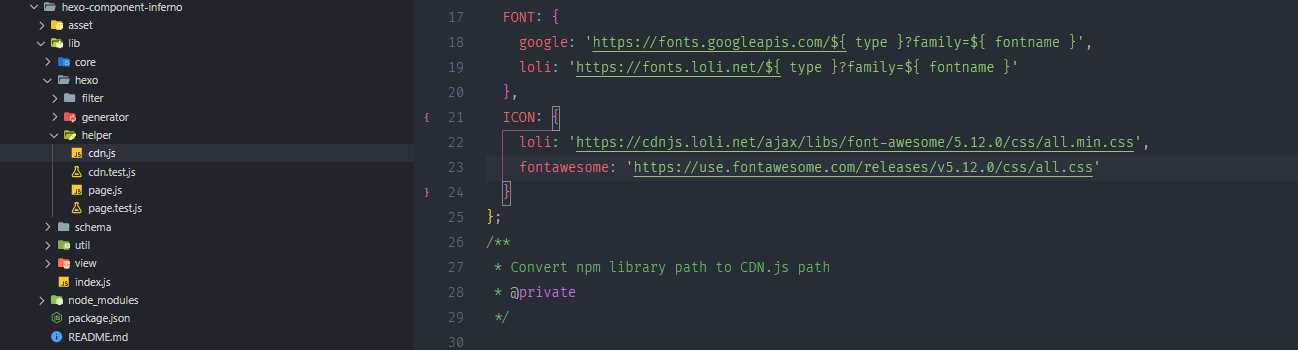 hexo-component-inferno
asset
lib
core
hexo
filter
generator
helper
cdn.js
cdn.test.js
page.js
page.test.js
schema
util
view
index.js
node_modules
package.json
README.md
17 FONT: {
18 google: 'https://fonts.googleapis.com/${ type }?family=${ fontname }',
19 loli: 'https://fonts.loli.net/${ type }?family=${ fontname }'
20 },
21 ICON: {
22 loli: 'https://cdnjs.loli.net/ajax/libs/font-awesome/5.12.0/css/all.min.css',
23 fontawesome: 'https://use.fontawesome.com/releases/v5.12.0/css/all.css'
24 }
25 };
26 /**
27 * Convert npm library path to CDN.js path
28 * @private
29 */
30